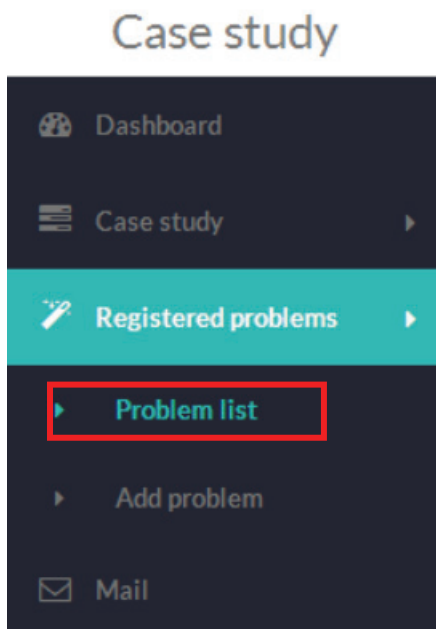 Case study
Dashboard
Case study
Registered problems
Problem list
Add problem
Mail